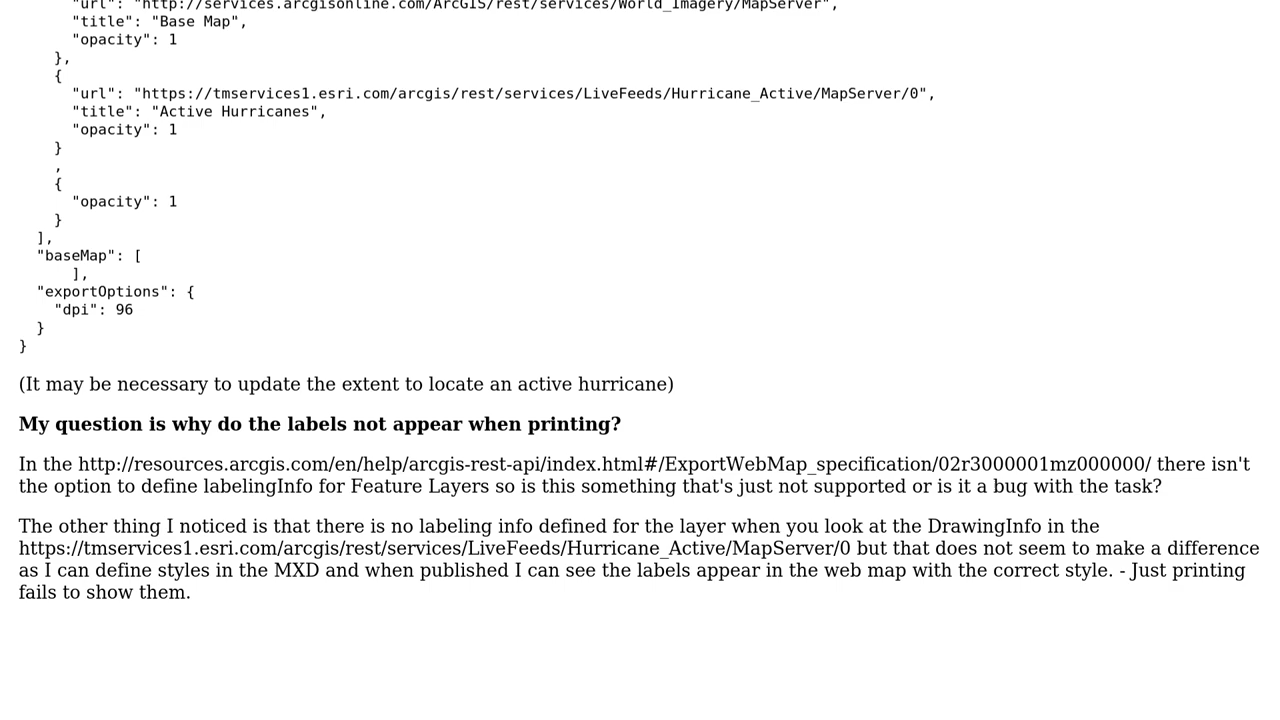 "url": "http://services.arcgisonline.com/ArcGIS/rest/services/World_Imagery/MapServer",
"title": "Base Map",
"opacity": 1
},
{
"url": "https://tmservices1.esri.com/arcgis/rest/services/LiveFeeds/Hurricane_Active/MapServer/0",
"title": "Active Hurricanes",
"opacity": 1
}
,
{
"opacity": 1
}
],
"baseMap": [
],
"exportOptions": {
"dpi": 96
}
}
(It may be necessary to update the extent to locate an active hurricane)
My question is why do the labels not appear when printing?
In the http://resources.arcgis.com/en/help/arcgis-rest-api/index.html#/ExportWebMap_specification/02r3000001mz000000/ there isn't
the option to define labelingInfo for Feature Layers so is this something that's just not supported or is it a bug with the task?
The other thing I noticed is that there is no labeling info defined for the layer when you look at the DrawingInfo in the
https://tmservices1.esri.com/arcgis/rest/services/LiveFeeds/Hurricane_Active/MapServer/0 but that does not seem to make a difference
as I can define styles in the MXD and when published I can see the labels appear in the web map with the correct style. - Just printing
fails to show them.